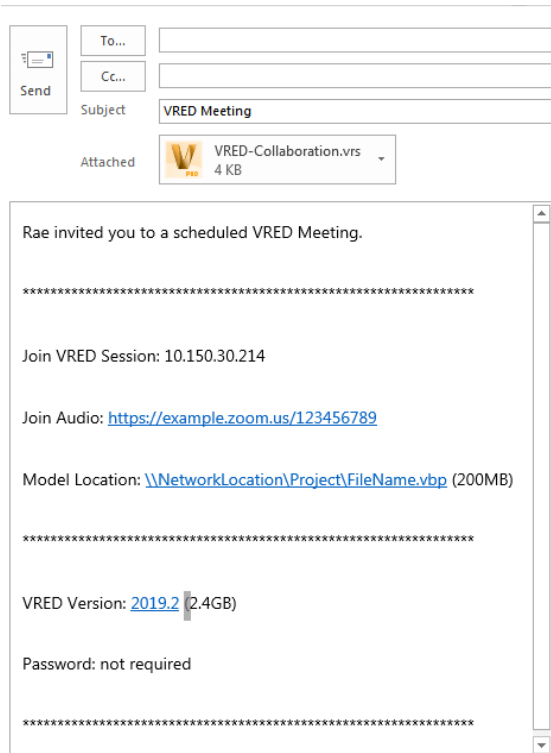 To...
Cc...
Send
Subject
VRED Meeting
Attached
VRED-Collaboration.vrs
4 KB
PRO
Rae invited you to a scheduled VRED Meeting.
*****************************************************************
Join VRED Session: 10.150.30.214
Join Audio: https://example.zoom.us/123456789
Model Location: \\NetworkLocation\Project\FileName.vbp (200MB)
*****************************************************************
VRED Version: 2019.2 (2.4GB)
Password: not required
*****************************************************************